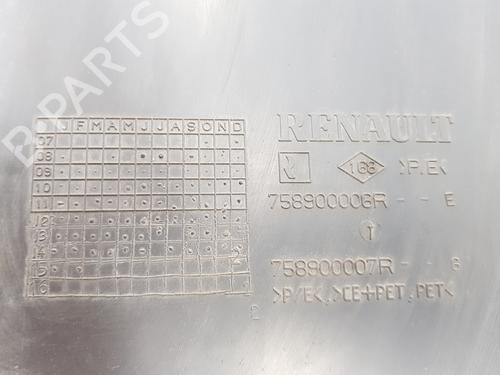 B-PARTS
J F M A M J J A S O N D
07
08
09
10
11
12
13
14
15
16
RENAULT
168 >P/E<
758900006R - - E
758900007R - - G
>P/E<,>CE+PET,PET<